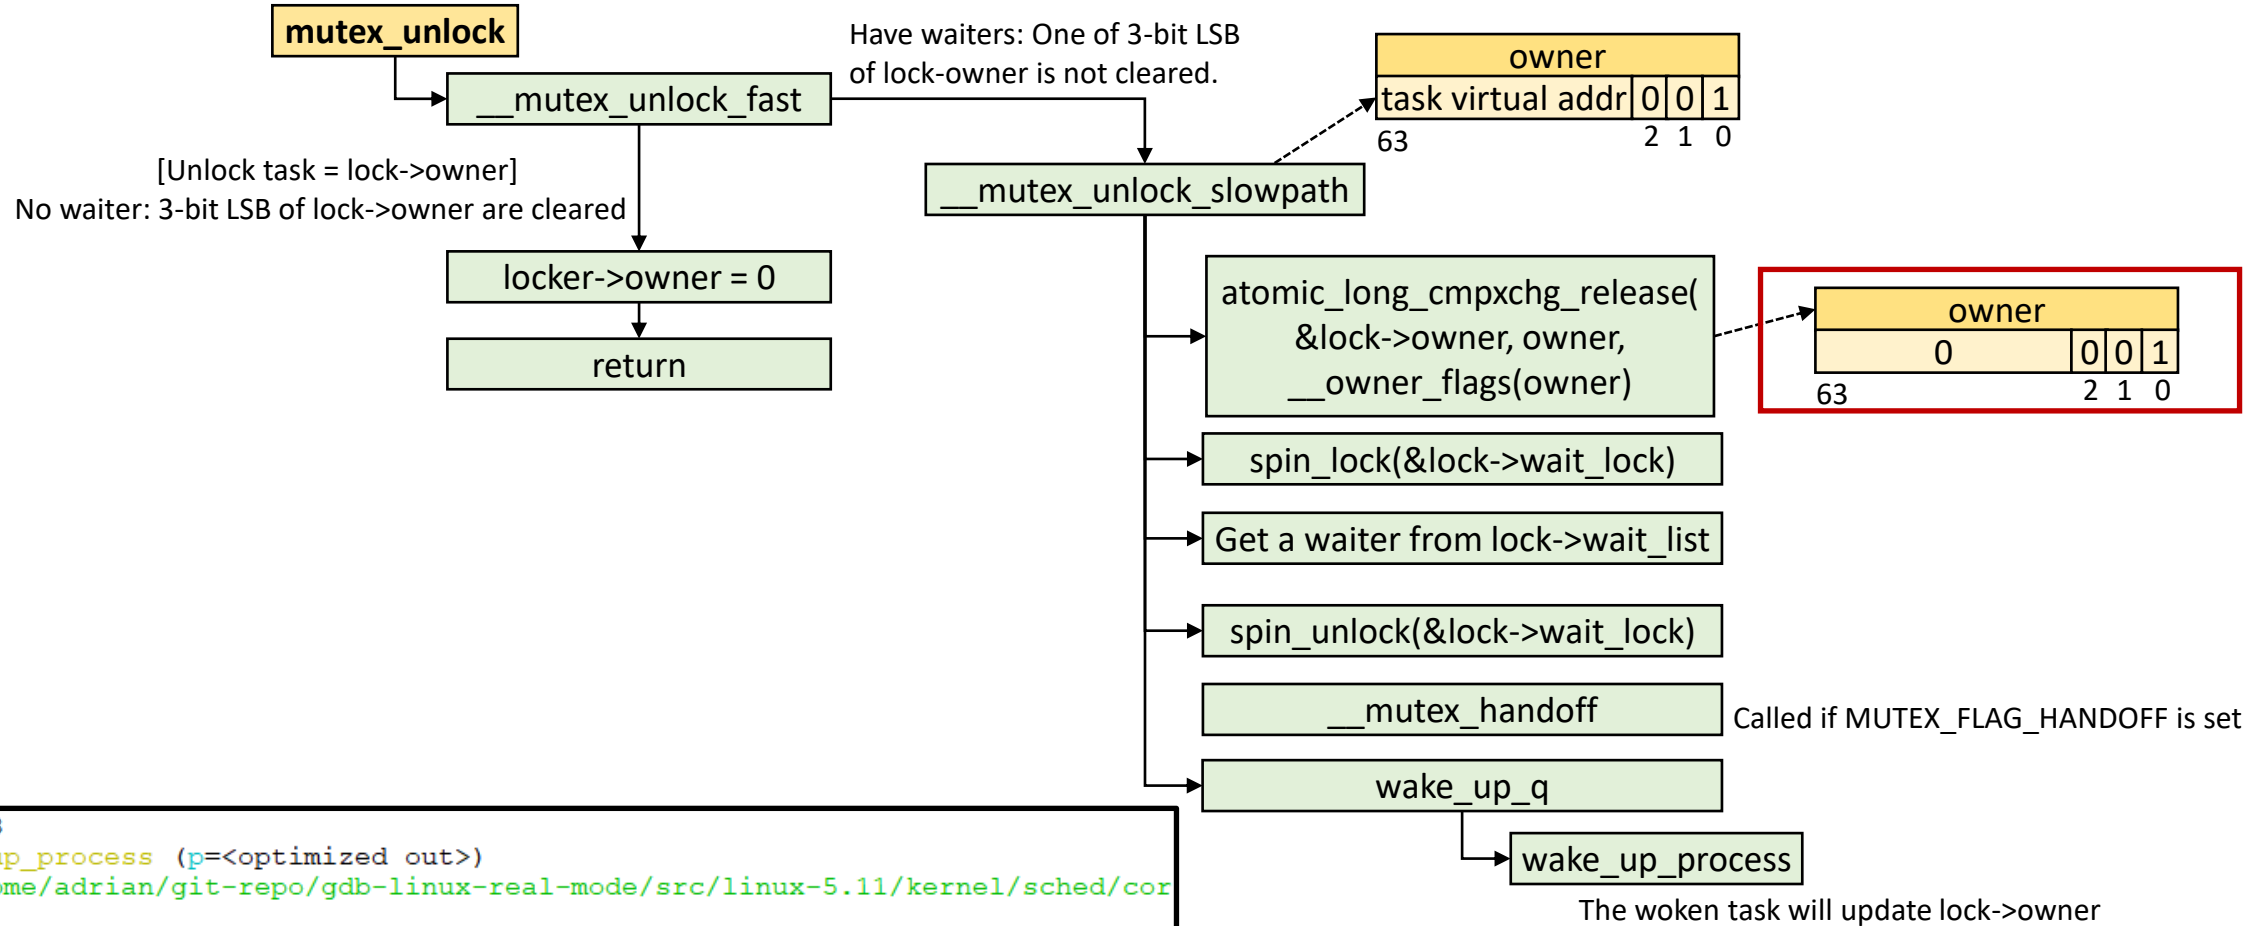 mutex_unlock
__mutex_unlock_fast
Have waiters: One of 3-bit LSB
of lock-owner is not cleared.
owner
task virtual addr 0 0 1
63 2 1 0
[Unlock task = lock->owner]
No waiter: 3-bit LSB of lock->owner are cleared
__mutex_unlock_slowpath
locker->owner = 0
return
atomic_long_cmpxchg_release(
&lock->owner, owner,
__owner_flags(owner)
owner
0 0 0 1
63 2 1 0
spin_lock(&lock->wait_lock)
Get a waiter from lock->wait_list
spin_unlock(&lock->wait_lock)
__mutex_handoff
Called if MUTEX_FLAG_HANDOFF is set
wake_up_q
wake_up_process
The woken task will update lock->owner
up_process (p=<optimized out>)
ome/adrian/git-repo/gdb-linux-real-mode/src/linux-5.11/kernel/sched/cor